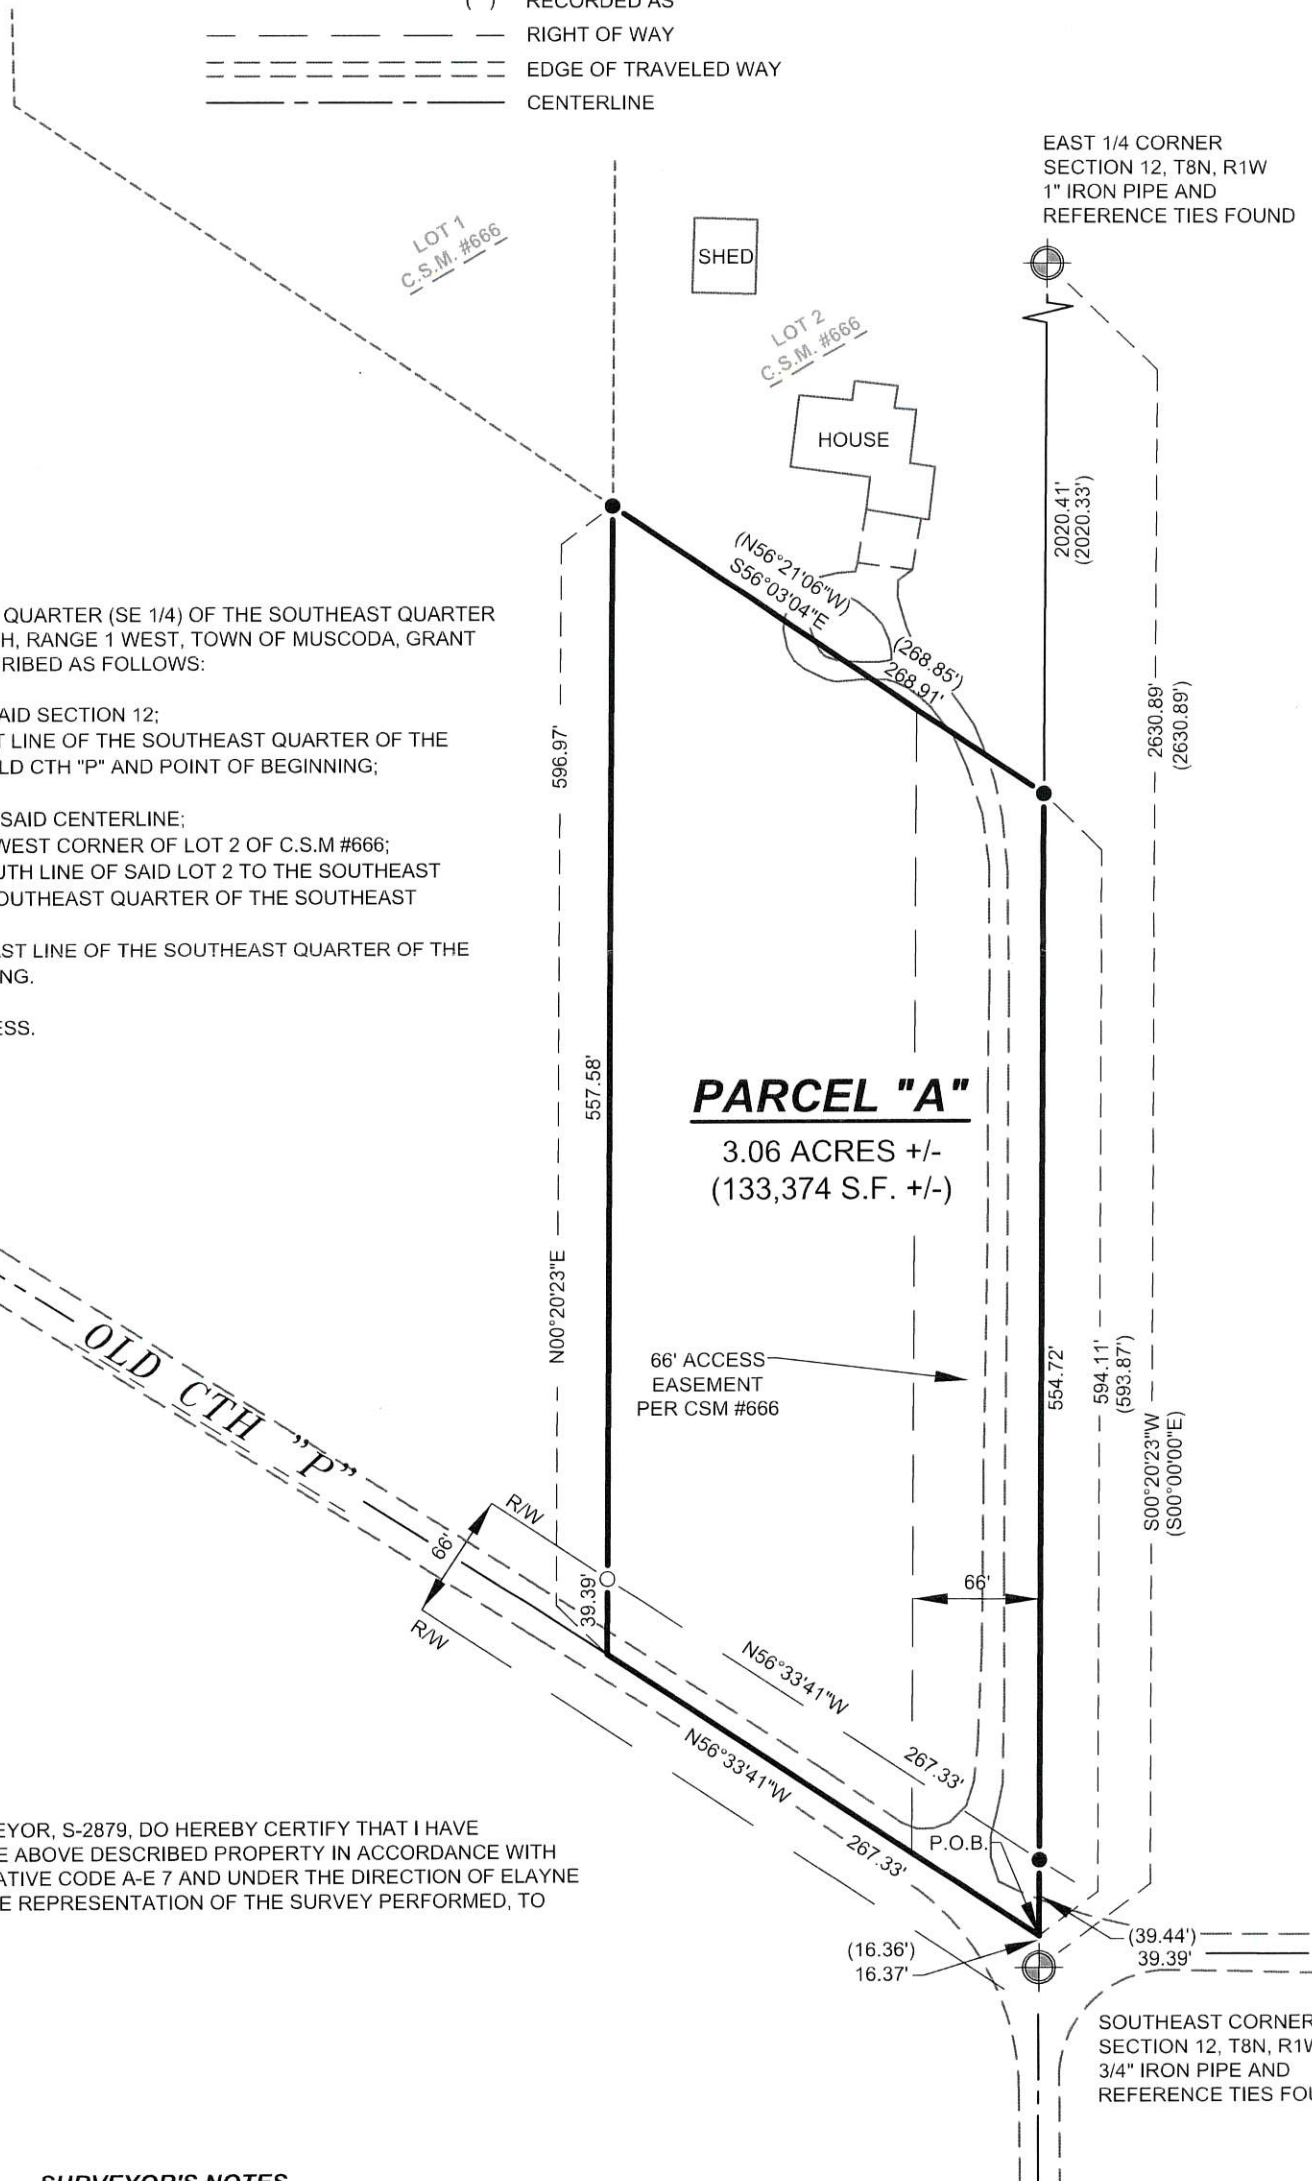 ( ) RECORDED AS
RIGHT OF WAY
EDGE OF TRAVELED WAY
CENTERLINE
EAST 1/4 CORNER
SECTION 12, T8N, R1W
1" IRON PIPE AND
REFERENCE TIES FOUND
LOT 1
C.S.M. #666
SHED
LOT 2
C.S.M. #666
HOUSE
2020.41'
(2020.33')
(N56°21'06"W)
S56°03'04"E
(268.85')
268.91'
QUARTER (SE 1/4) OF THE SOUTHEAST QUARTER
H, RANGE 1 WEST, TOWN OF MUSCODA, GRANT
RIBED AS FOLLOWS:
AID SECTION 12;
T LINE OF THE SOUTHEAST QUARTER OF THE
LD CTH "P" AND POINT OF BEGINNING;
SAID CENTERLINE;
WEST CORNER OF LOT 2 OF C.S.M #666;
UTH LINE OF SAID LOT 2 TO THE SOUTHEAST
OUTHEAST QUARTER OF THE SOUTHEAST
AST LINE OF THE SOUTHEAST QUARTER OF THE
NG.
ESS.
596.97'
2630.89'
(2630.89')
557.58'
PARCEL "A"
3.06 ACRES +/-
(133,374 S.F. +/-)
N00°20'23"E
66' ACCESS
EASEMENT
PER CSM #666
554.72'
594.11'
(593.87')
S00°20'23"W
(S00°00'00"E)
OLD CTH "P"
R/W
66'
R/W
39.39'
66'
N56°33'41"W
267.33'
N56°33'41"W
267.33'
P.O.B.
EYOR, S-2879, DO HEREBY CERTIFY THAT I HAVE
E ABOVE DESCRIBED PROPERTY IN ACCORDANCE WITH
ATIVE CODE A-E 7 AND UNDER THE DIRECTION OF ELAYNE
E REPRESENTATION OF THE SURVEY PERFORMED, TO
(16.36')
16.37'
(39.44')
39.39'
SOUTHEAST CORNER
SECTION 12, T8N, R1W
3/4" IRON PIPE AND
REFERENCE TIES FOU
SURVEYOR'S NOTES